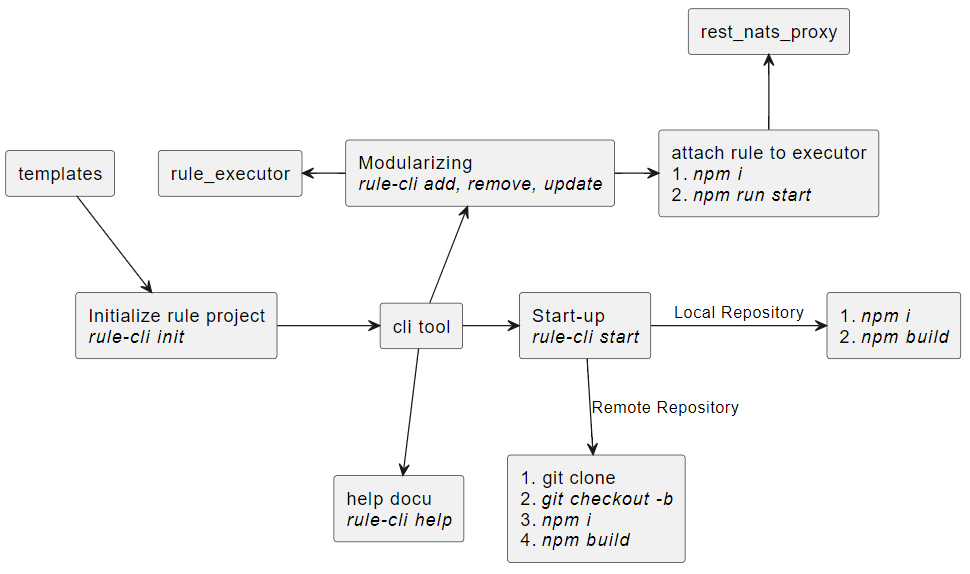 rest_nats_proxy
templates
rule_executor
Modularizing
rule-cli add, remove, update
attach rule to executor
1. npm i
2. npm run start
Initialize rule project
rule-cli init
cli tool
Start-up
rule-cli start
Local Repository
1. npm i
2. npm build
Remote Repository
help docu
rule-cli help
1. git clone
2. git checkout -b
3. npm i
4. npm build